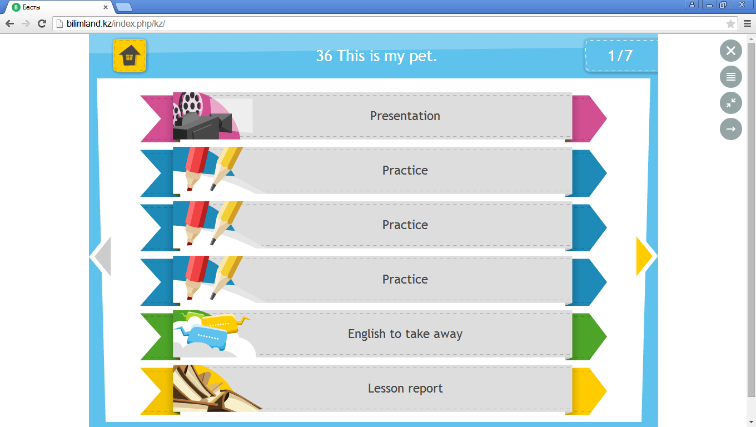 Басты
bilimland.kz/index.php/kz/
36 This is my pet.
1/7
Presentation
Practice
Practice
Practice
English to take away
Lesson report